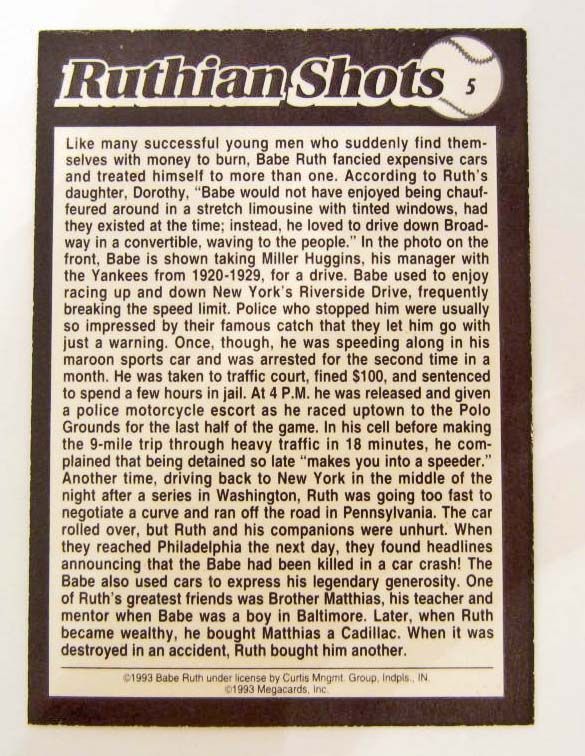 Ruthian Shots 5
Like many successful young men who suddenly find them-
selves with money to burn, Babe Ruth fancied expensive cars
and treated himself to more than one. According to Ruth's
daughter, Dorothy, “Babe would not have enjoyed being chauf-
feured around in a stretch limousine with tinted windows, had
they existed at the time; instead, he loved to drive down Broad-
way in a convertible, waving to the people.” In the photo on the
front, Babe is shown taking Miller Huggins, his manager with
the Yankees from 1920-1929, for a drive. Babe used to enjoy
racing up and down New York's Riverside Drive, frequently
breaking the speed limit. Police who stopped him were usually
so impressed by their famous catch that they let him go with
just a warning. Once, though, he was speeding along in his
maroon sports car and was arrested for the second time in a
month. He was taken to traffic court, fined $100, and sentenced
to spend a few hours in jail. At 4 P.M. he was released and given
a police motorcycle escort as he raced uptown to the Polo
Grounds for the last half of the game. In his cell before making
the 9-mile trip through heavy traffic in 18 minutes, he com-
plained that being detained so late “makes you into a speeder.”
Another time, driving back to New York in the middle of the
night after a series in Washington, Ruth was going too fast to
negotiate a curve and ran off the road in Pennsylvania. The car
rolled over, but Ruth and his companions were unhurt. When
they reached Philadelphia the next day, they found headlines
announcing that the Babe had been killed in a car crash! The
Babe also used cars to express his legendary generosity. One
of Ruth's greatest friends was Brother Matthias, his teacher and
mentor when Babe was a boy in Baltimore. Later, when Ruth
became wealthy, he bought Matthias a Cadillac. When it was
destroyed in an accident, Ruth bought him another.
©1993 Babe Ruth under license by Curtis Mngmt. Group, Indpls., IN.
©1993 Megacards, Inc.